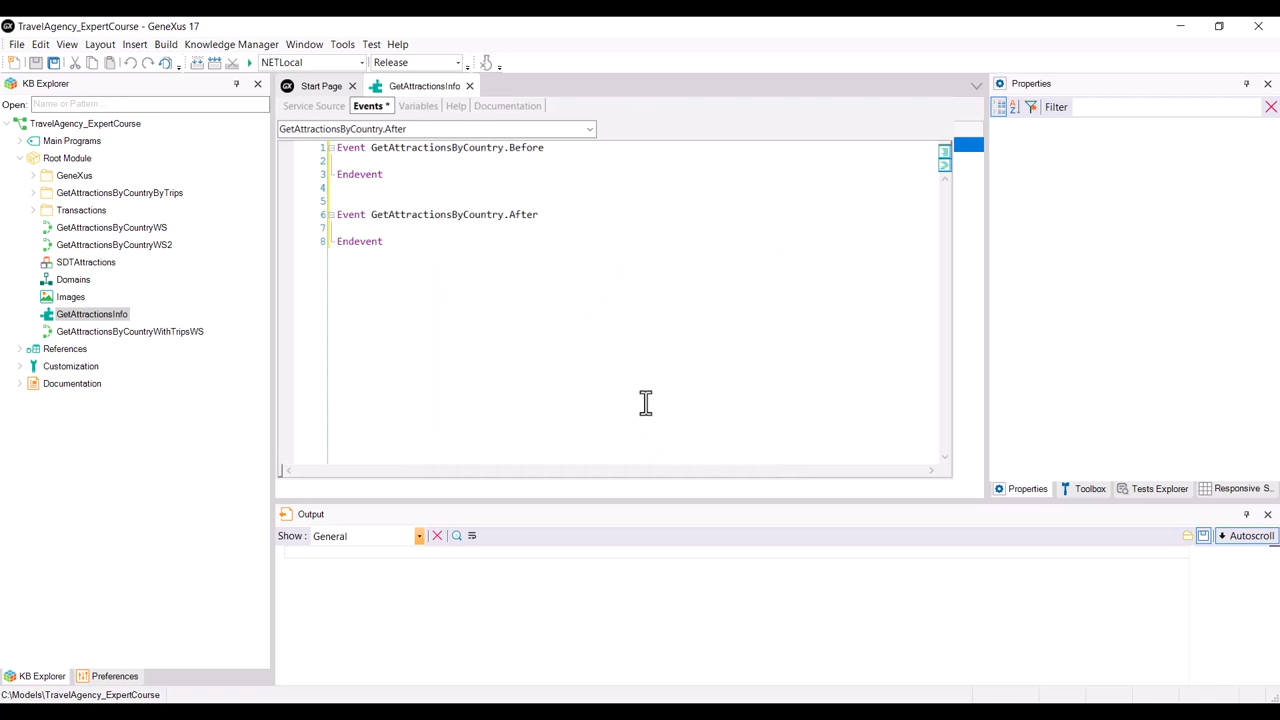 TravelAgency_ExpertCourse - GeneXus 17
File Edit View Layout Insert Build Knowledge Manager Window Tools Test Help
NETLocal Release
KB Explorer
Open: Name or Pattern...
TravelAgency_ExpertCourse
Main Programs
Root Module
GeneXus
GetAttractionsByCountryByTrips
Transactions
GetAttractionsByCountryWS
GetAttractionsByCountryWS2
SDTAttractions
Domains
Images
GetAttractionsInfo
GetAttractionsByCountryWithTripsWS
References
Customization
Documentation
KB Explorer Preferences
Start Page GetAttractionsInfo
Service Source Events * Variables Help Documentation
GetAttractionsByCountry.After
1 Event GetAttractionsByCountry.Before
2
3 Endevent
4
5
6 Event GetAttractionsByCountry.After
7
8 Endevent
Properties
Filter
Properties Toolbox Tests Explorer Responsive S...
Output
Show: General Autoscroll
C:\Models\TravelAgency_ExpertCourse